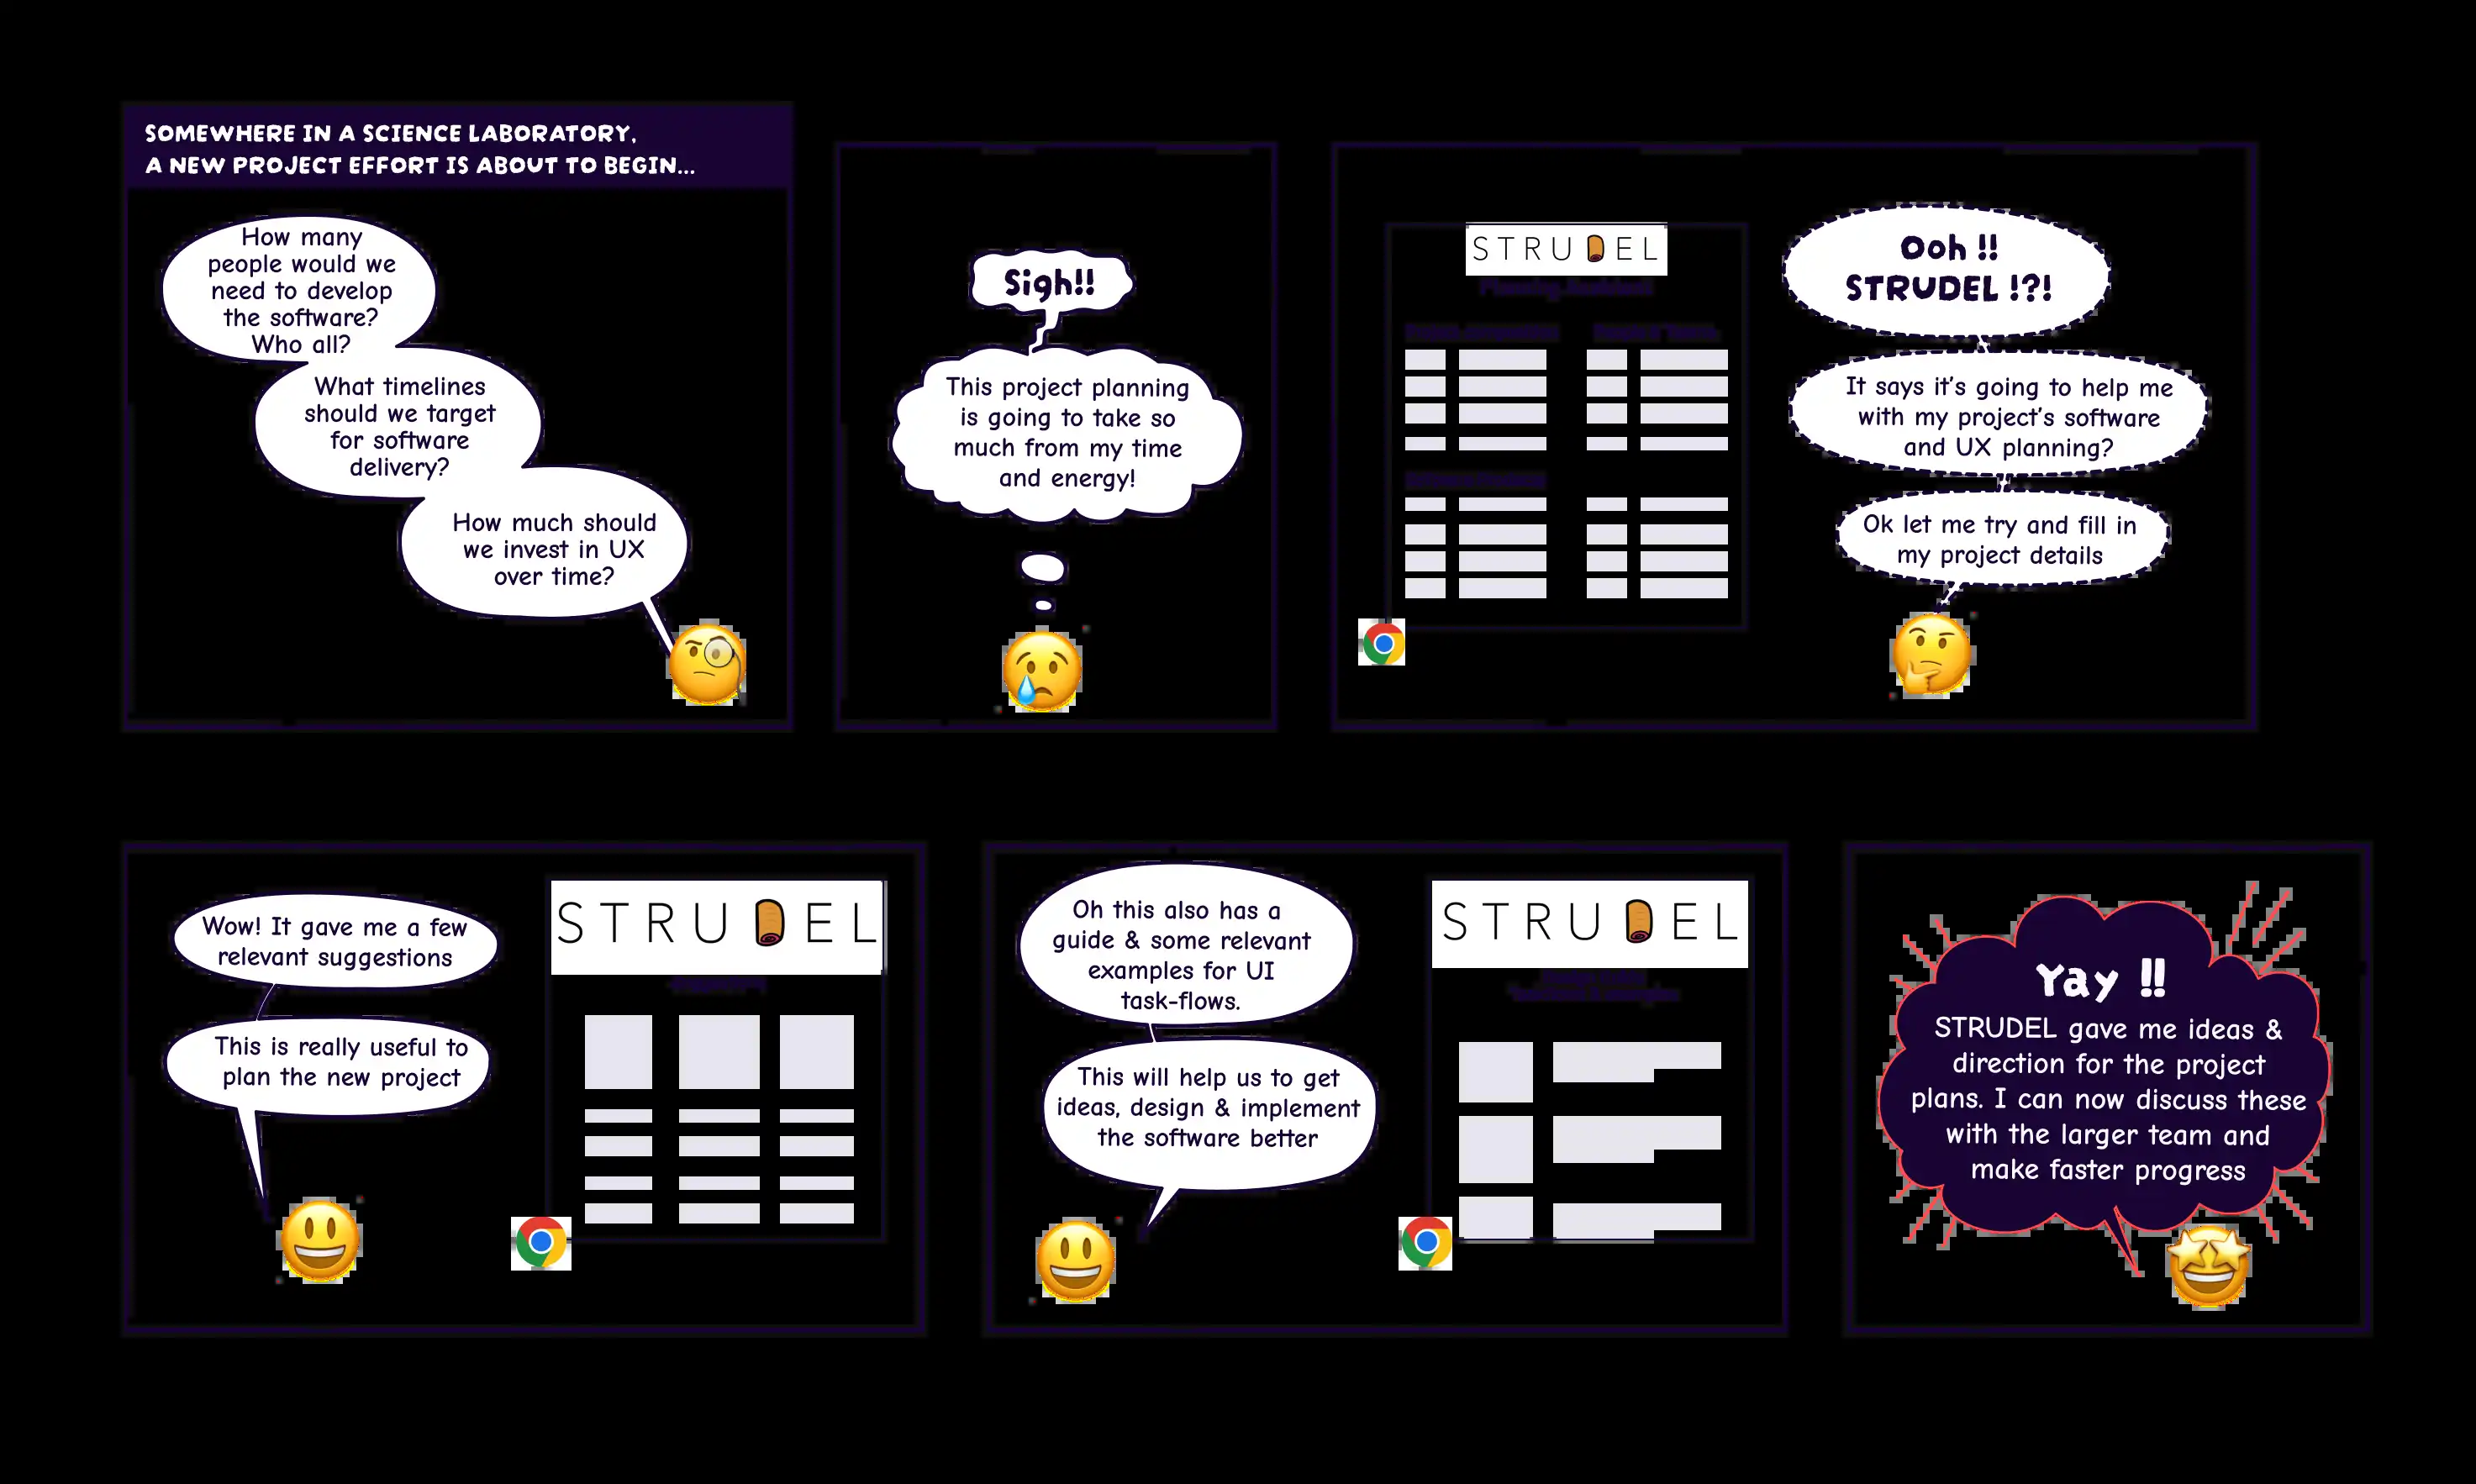 SOMEWHERE IN A SCIENCE LABORATORY,
A NEW PROJECT EFFORT IS ABOUT TO BEGIN...
How many
people would we
need to develop
the software?
Who all?
What timelines
should we target
for software
delivery?
How much should
we invest in UX
over time?
Sigh!!
This project planning
is going to take so
much from my time
and energy!
STRUDEL
Planning Assistant
Ooh !!
STRUDEL !?!
It says it's going to help me
with my project's software
and UX planning?
Ok let me try and fill in
my project details
Wow! It gave me a few
relevant suggestions
This is really useful to
plan the new project
STRUDEL
Oh this also has a
guide & some relevant
examples for UI
task-flows.
This will help us to get
ideas, design & implement
the software better
STRUDEL
Yay !!
STRUDEL gave me ideas &
direction for the project
plans. I can now discuss these
with the larger team and
make faster progress